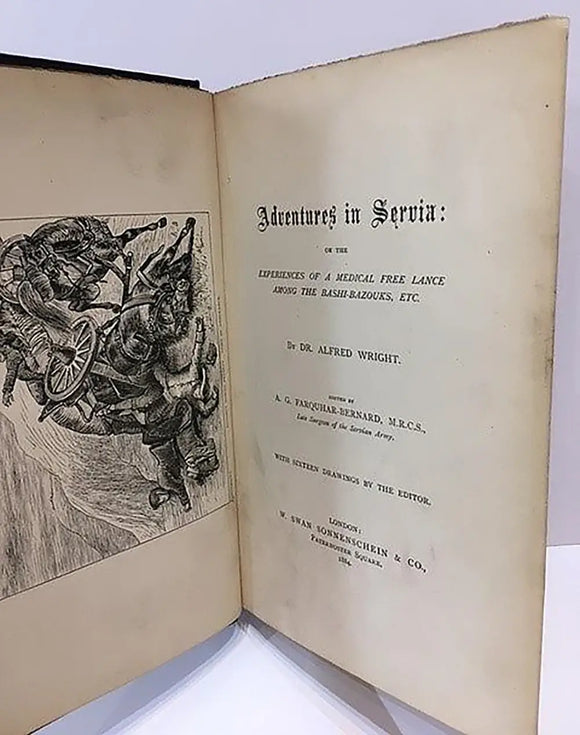 Adventures in Servia:
OR THE
EXPERIENCES OF A MEDICAL FREE LANCE
AMONG THE BASHI-BAZOUKS, ETC.
BY DR. ALFRED WRIGHT.
EDITED BY
A. G. FARQUHAR-BERNARD, M.R.C.S.,
Late Surgeon of the Servian Army.
WITH SIXTEEN DRAWINGS BY THE EDITOR.
LONDON:
W. SWAN SONNENSCHEIN & CO.,
PATERNOSTER SQUARE.
1884.